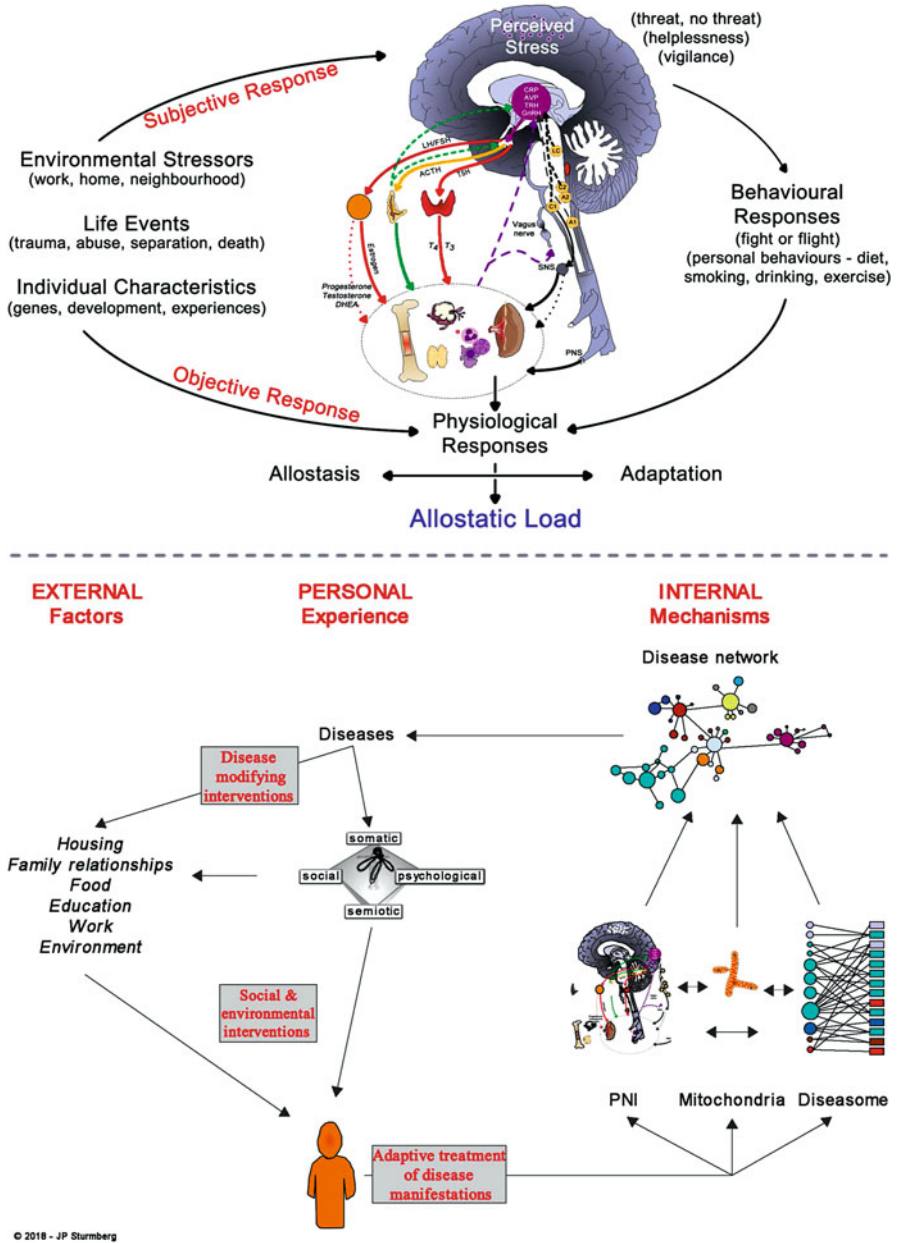 Perceived
Stress
(threat, no threat)
(helplessness)
(vigilance)
Subjective Response
CRP
AVP
TRH
GnRH
LH/FSH
ACTH
TSH
LC
C2
A2
C1
A1
Environmental Stressors
(work, home, neighbourhood)
Life Events
(trauma, abuse, separation, death)
Individual Characteristics
(genes, development, experiences)
Behavioural
Responses
(fight or flight)
(personal behaviours - diet,
smoking, drinking, exercise)
Vagus
nerve
SNS
Estrogen
T4
T3
Progesterone
Testosterone
DHEA
PNS
Objective Response
Physiological
Responses
Allostasis
Adaptation
Allostatic Load
EXTERNAL
Factors
PERSONAL
Experience
INTERNAL
Mechanisms
Disease network
Diseases
Disease
modifying
interventions
Housing
Family relationships
Food
Education
Work
Environment
somatic
social
psychological
semiotic
Social &
environmental
interventions
PNI
Mitochondria
Diseasome
Adaptive treatment
of disease
manifestations
© 2018 - JP Sturmberg